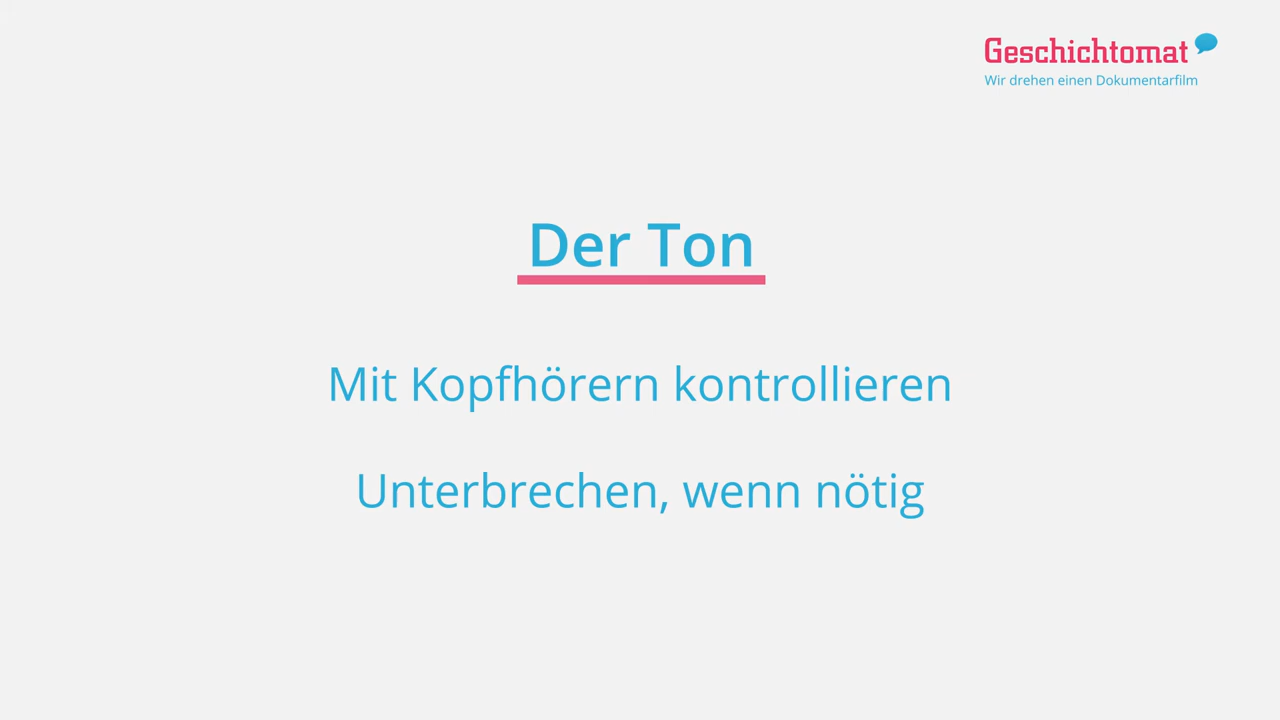 Geschichtomat
Wir drehen einen Dokumentarfilm
Der Ton
Mit Kopfhörern kontrollieren
Unterbrechen, wenn nötig